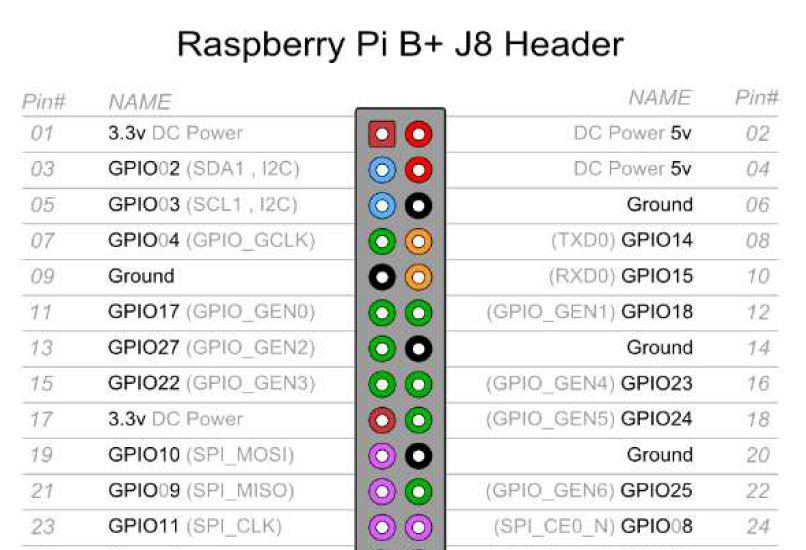 Raspberry Pi B+ J8 Header
Pin# NAME NAME Pin#
01 3.3v DC Power DC Power 5v 02
03 GPIO02 (SDA1 , I2C) DC Power 5v 04
05 GPIO03 (SCL1 , I2C) Ground 06
07 GPIO04 (GPIO_GCLK) (TXD0) GPIO14 08
09 Ground (RXD0) GPIO15 10
11 GPIO17 (GPIO_GEN0) (GPIO_GEN1) GPIO18 12
13 GPIO27 (GPIO_GEN2) Ground 14
15 GPIO22 (GPIO_GEN3) (GPIO_GEN4) GPIO23 16
17 3.3v DC Power (GPIO_GEN5) GPIO24 18
19 GPIO10 (SPI_MOSI) Ground 20
21 GPIO09 (SPI_MISO) (GPIO_GEN6) GPIO25 22
23 GPIO11 (SPI_CLK) (SPI_CE0_N) GPIO08 24